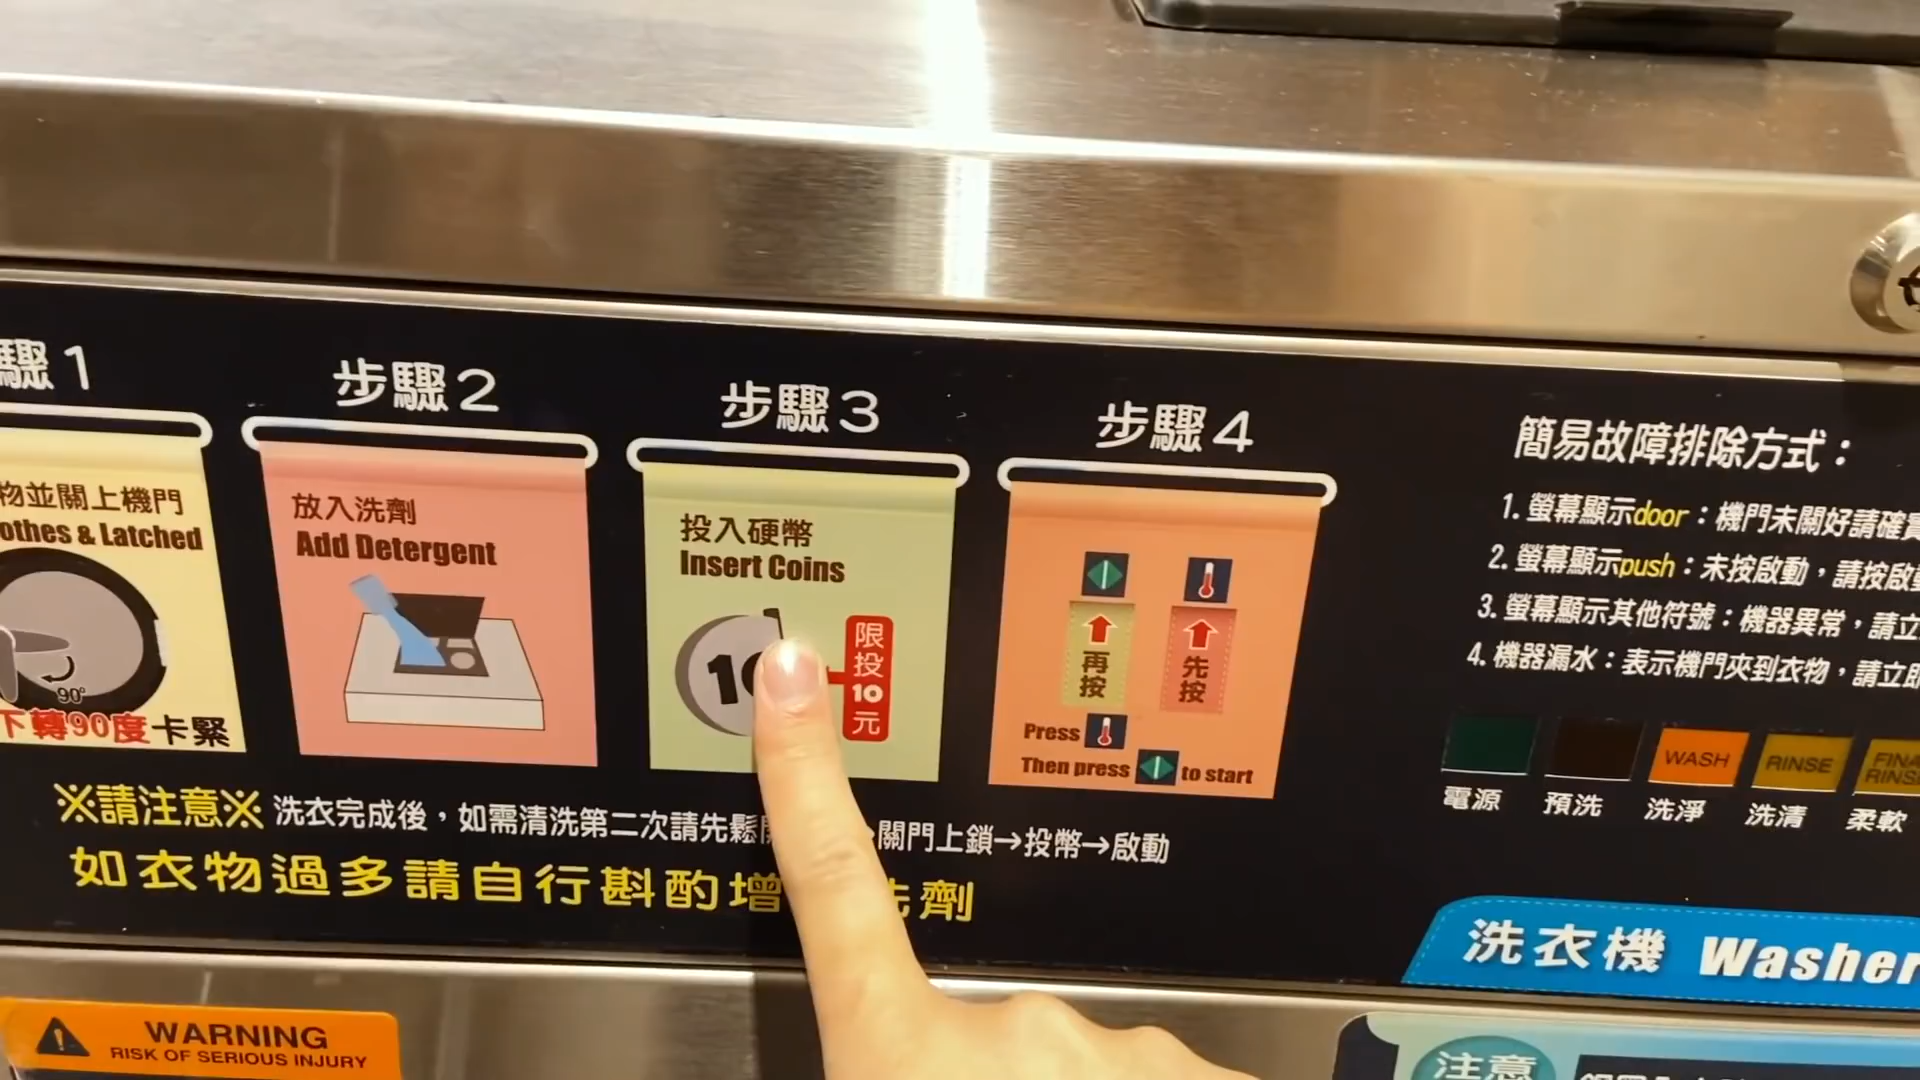 驟1
物並關上機門
othes & Latched
90°
下轉90度卡緊
步驟2
放入洗劑
Add Detergent
步驟3
投入硬幣
Insert Coins
限投10元
步驟4
再按
先按
Press
Then press to start
※請注意※ 洗衣完成後，如需清洗第二次請先鬆 關門上鎖→投幣→啟動
如衣物過多請自行斟酌增 洗劑
簡易故障排除方式：
1. 螢幕顯示door：機門未關好請確實
2. 螢幕顯示push：未按啟動，請按啟動
3. 螢幕顯示其他符號：機器異常，請立
4. 機器漏水：表示機門夾到衣物，請立即
WASH
RINSE
FINA
RINS
電源
預洗
洗淨
洗清
柔軟
洗衣機 Washer
WARNING
RISK OF SERIOUS INJURY
注意